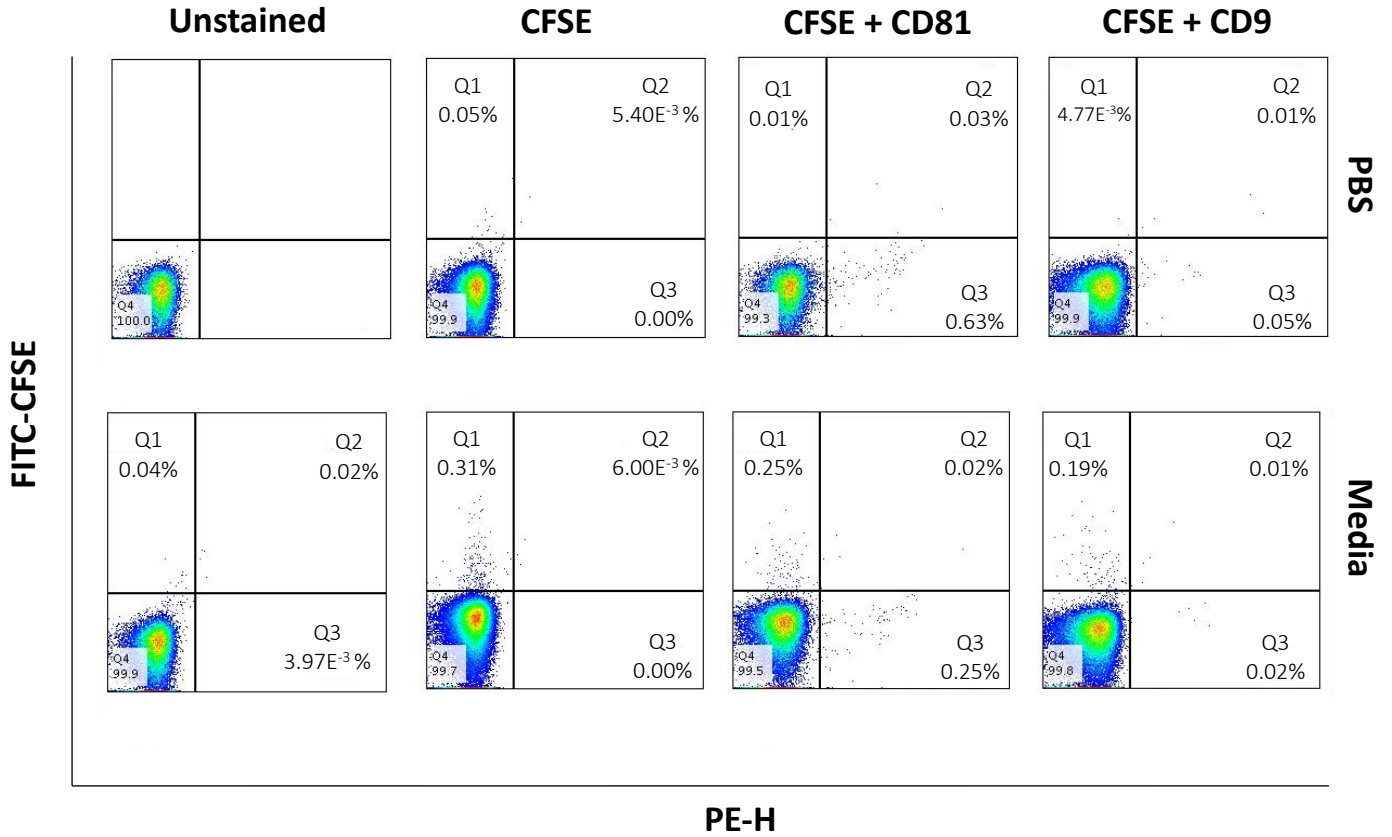 Unstained
CFSE
CFSE + CD81
CFSE + CD9
Q4
100.0
Q1
0.05%
Q2
5.40E⁻³ %
Q3
0.00%
Q4
99.9
Q1
0.01%
Q2
0.03%
Q3
0.63%
Q4
99.3
Q1
4.77E⁻³%
Q2
0.01%
Q3
0.05%
Q4
99.9
PBS
FITC-CFSE
Q1
0.04%
Q2
0.02%
Q3
3.97E⁻³ %
Q4
99.9
Q1
0.31%
Q2
6.00E⁻³ %
Q3
0.00%
Q4
99.7
Q1
0.25%
Q2
0.02%
Q3
0.25%
Q4
99.5
Q1
0.19%
Q2
0.01%
Q3
0.02%
Q4
99.8
Media
PE-H